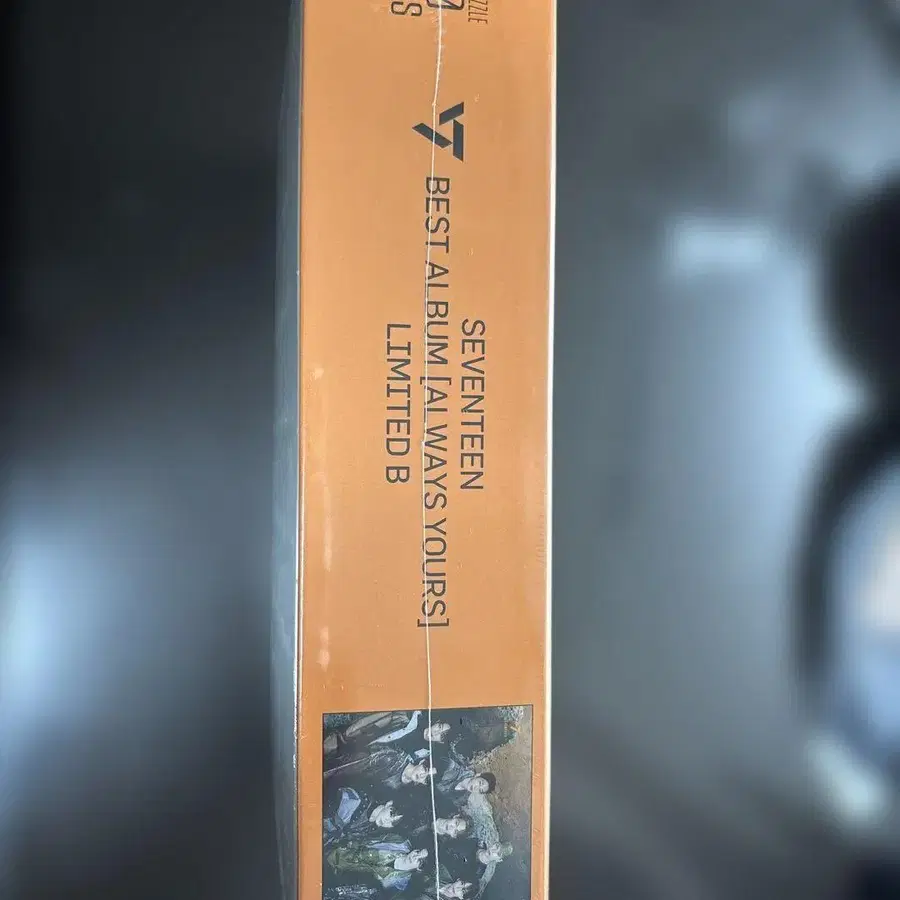 SEVENTEEN
BEST ALBUM [ALWAYS YOURS]
LIMITED B